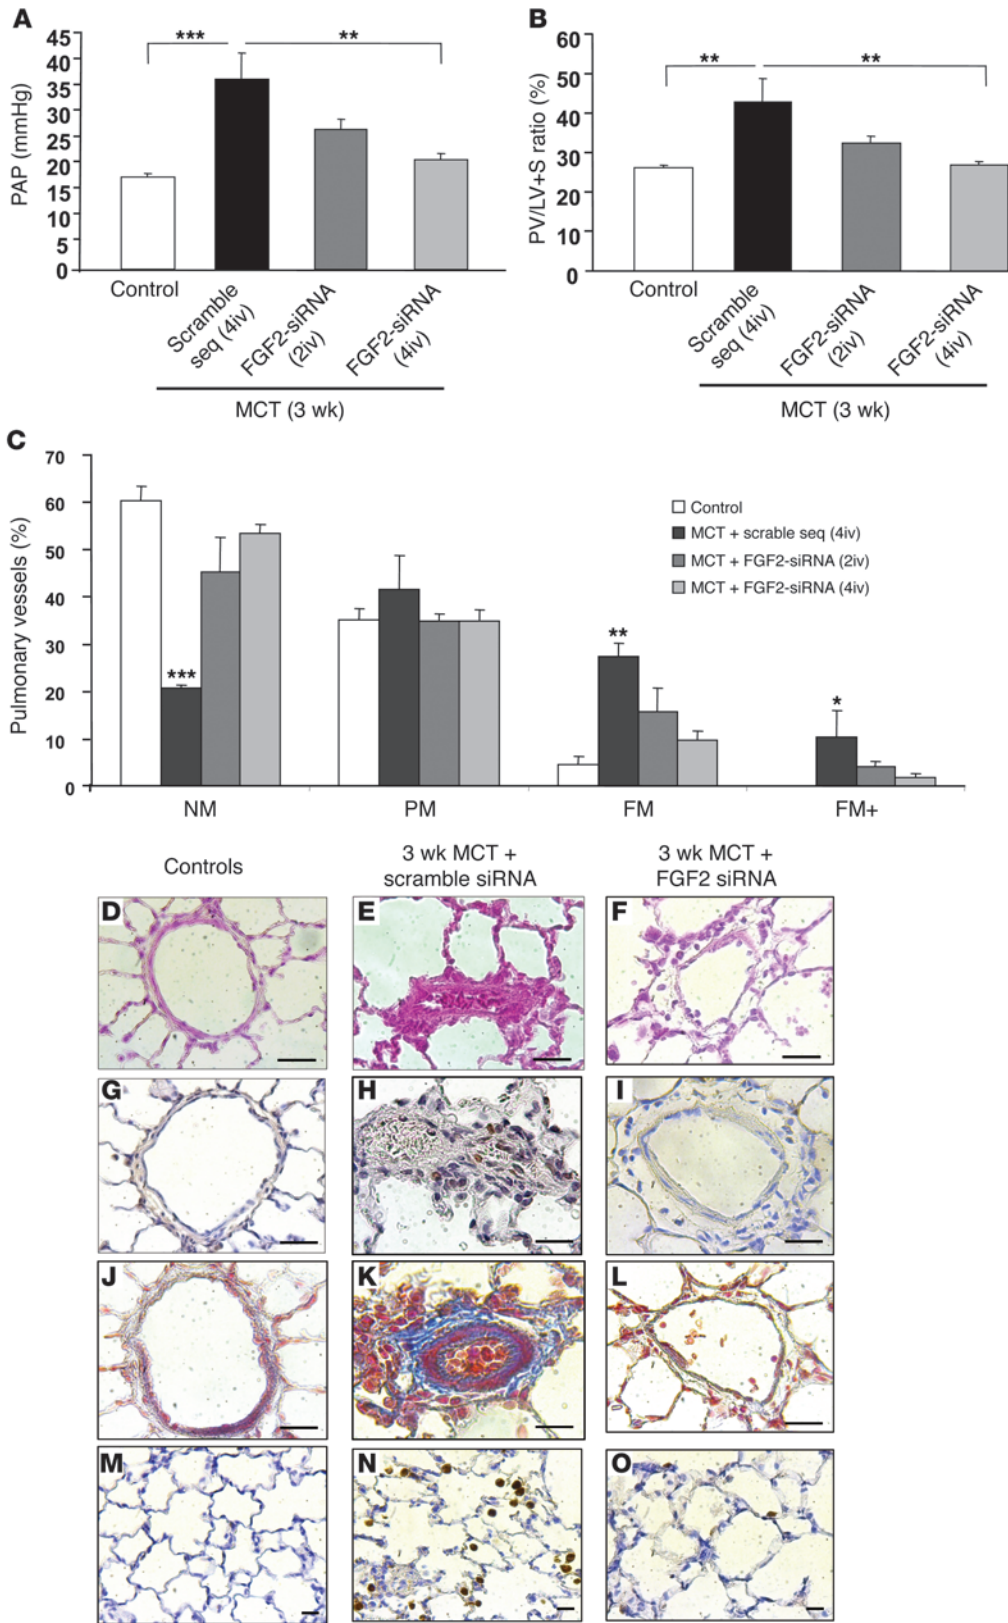 A
PAP (mmHg)
45
40
35
30
25
20
15
10
5
0
***
**
Control
Scramble
seq (4iv)
FGF2-siRNA
(2iv)
FGF2-siRNA
(4iv)
MCT (3 wk)
B
PV/LV+S ratio (%)
60
50
40
30
20
10
0
**
**
Control
Scramble
seq (4iv)
FGF2-siRNA
(2iv)
FGF2-siRNA
(4iv)
MCT (3 wk)
C
Pulmonary vessels (%)
70
60
50
40
30
20
10
0
***
**
*
Control
MCT + scrable seq (4iv)
MCT + FGF2-siRNA (2iv)
MCT + FGF2-siRNA (4iv)
NM
PM
FM
FM+
Controls
3 wk MCT +
scramble siRNA
3 wk MCT +
FGF2 siRNA
D
E
F
G
H
I
J
K
L
M
N
O